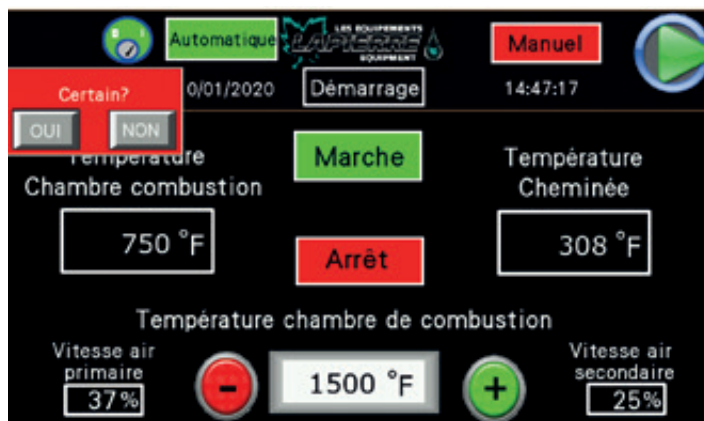 Automatique
LES EQUIPEMENTS
LAPIERRE
EQUIPMENT
Manuel
Certain?
OUI
NON
0/01/2020
Démarrage
14:47:17
Température
Chambre combustion
750 °F
Marche
Arrêt
Température
Cheminée
308 °F
Température chambre de combustion
Vitesse air
primaire
37%
-
1500 °F
+
Vitesse air
secondaire
25%